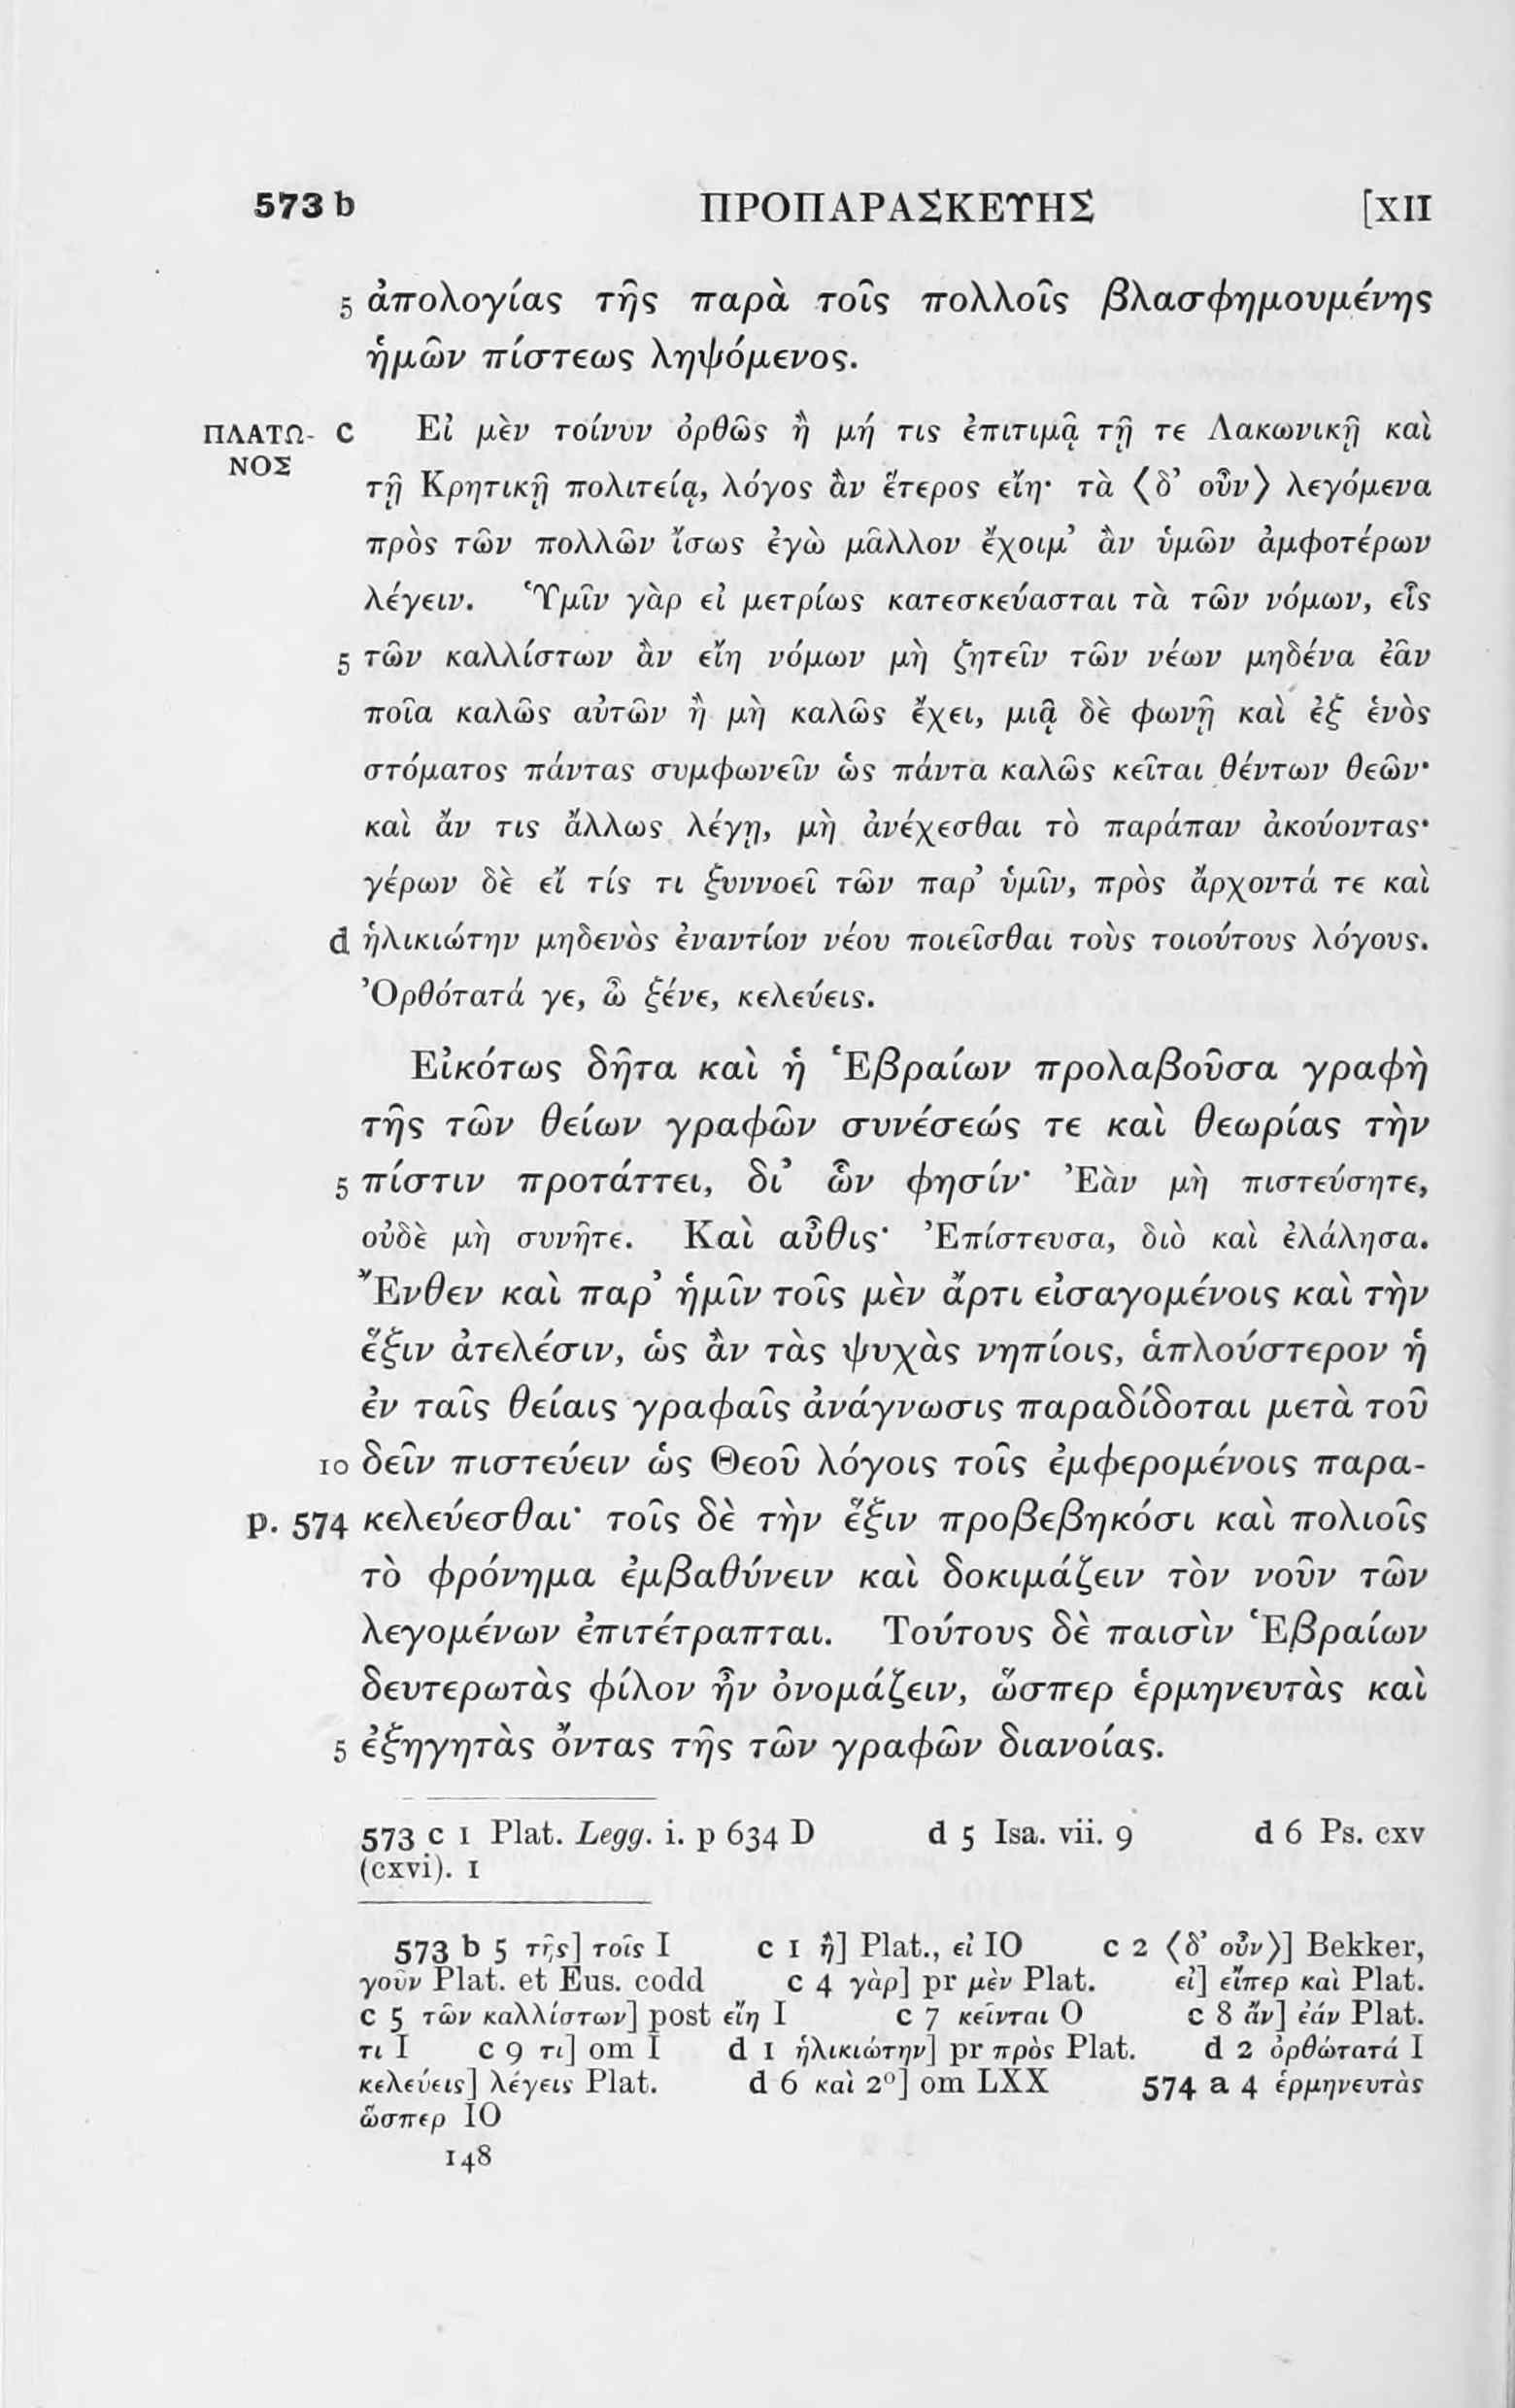 573 b ΠΡΟΠΑΡΑΣΚΕΥΗΣ [XII
5 ἀπολογίας τῆς παρὰ τοῖς πολλοῖς βλασφημουμένης
ἡμῶν πίστεως ληψόμενος.
ΠΛΑΤΩ- c Εἰ μὲν τοίνυν ὀρθῶς ἢ μή τις ἐπιτιμᾷ τῇ τε Λακωνικῇ καὶ
ΝΟΣ τῇ Κρητικῇ πολιτείᾳ, λόγος ἂν ἕτερος εἴη· τὰ ⟨δ’ οὖν⟩ λεγόμενα
πρὸς τῶν πολλῶν ἴσως ἐγὼ μᾶλλον ἔχοιμ’ ἂν ὑμῶν ἀμφοτέρων
λέγειν. Ὑμῖν γὰρ εἰ μετρίως κατεσκεύασται τὰ τῶν νόμων, εἷς
5 τῶν καλλίστων ἂν εἴη νόμων μὴ ζητεῖν τῶν νέων μηδένα ἐᾶν
ποῖα καλῶς αὐτῶν ἢ μὴ καλῶς ἔχει, μιᾷ δὲ φωνῇ καὶ ἐξ ἑνὸς
στόματος πάντας συμφωνεῖν ὡς πάντα καλῶς κεῖται θέντων θεῶν·
καὶ ἄν τις ἄλλως λέγῃ, μὴ ἀνέχεσθαι τὸ παράπαν ἀκούοντας·
γέρων δὲ εἴ τίς τι ξυννοεῖ τῶν παρ’ ὑμῖν, πρὸς ἄρχοντά τε καὶ
d ἡλικιώτην μηδενὸς ἐναντίον νέου ποιεῖσθαι τοὺς τοιούτους λόγους.
Ὀρθότατά γε, ὦ ξένε, κελεύεις.
Εἰκότως δῆτα καὶ ἡ Ἑβραίων προλαβοῦσα γραφὴ
τῆς τῶν θείων γραφῶν συνέσεώς τε καὶ θεωρίας τὴν
5 πίστιν προτάττει, δι’ ὧν φησίν· Ἐὰν μὴ πιστεύσητε,
οὐδὲ μὴ συνῆτε. Καὶ αὖθις· Ἐπίστευσα, διὸ καὶ ἐλάλησα.
Ἔνθεν καὶ παρ’ ἡμῖν τοῖς μὲν ἄρτι εἰσαγομένοις καὶ τὴν
ἕξιν ἀτελέσιν, ὡς ἂν τὰς ψυχὰς νηπίοις, ἁπλούστερον ἡ
ἐν ταῖς θείαις γραφαῖς ἀνάγνωσις παραδίδοται μετὰ τοῦ
10 δεῖν πιστεύειν ὡς Θεοῦ λόγοις τοῖς ἐμφερομένοις παρα-
p. 574 κελεύεσθαι· τοῖς δὲ τὴν ἕξιν προβεβηκόσι καὶ πολιοῖς
τὸ φρόνημα ἐμβαθύνειν καὶ δοκιμάζειν τὸν νοῦν τῶν
λεγομένων ἐπιτέτραπται. Τούτους δὲ παισὶν Ἑβραίων
δευτερωτὰς φίλον ἦν ὀνομάζειν, ὥσπερ ἑρμηνευτὰς καὶ
5 ἐξηγητὰς ὄντας τῆς τῶν γραφῶν διανοίας.
573 c 1 Plat. Legg. i. p 634 D d 5 Isa. vii. 9 d 6 Ps. cxv
(cxvi). 1
573 b 5 τῆς] τοῖς I c 1 ἢ] Plat., εἰ IO c 2 ⟨δ’ οὖν⟩] Bekker,
γοῦν Plat. et Eus. codd c 4 γὰρ] pr μὲν Plat. εἰ] εἴπερ καὶ Plat.
c 5 τῶν καλλίστων] post εἴη I c 7 κεῖνται O c 8 ἄν] ἐάν Plat.
τι I c 9 τι] om I d 1 ἡλικιώτην] pr πρὸς Plat. d 2 ὀρθώτατά I
κελεύεις] λέγεις Plat. d 6 καὶ 2º] om LXX 574 a 4 ἑρμηνευτὰς
ὥσπερ IO
148